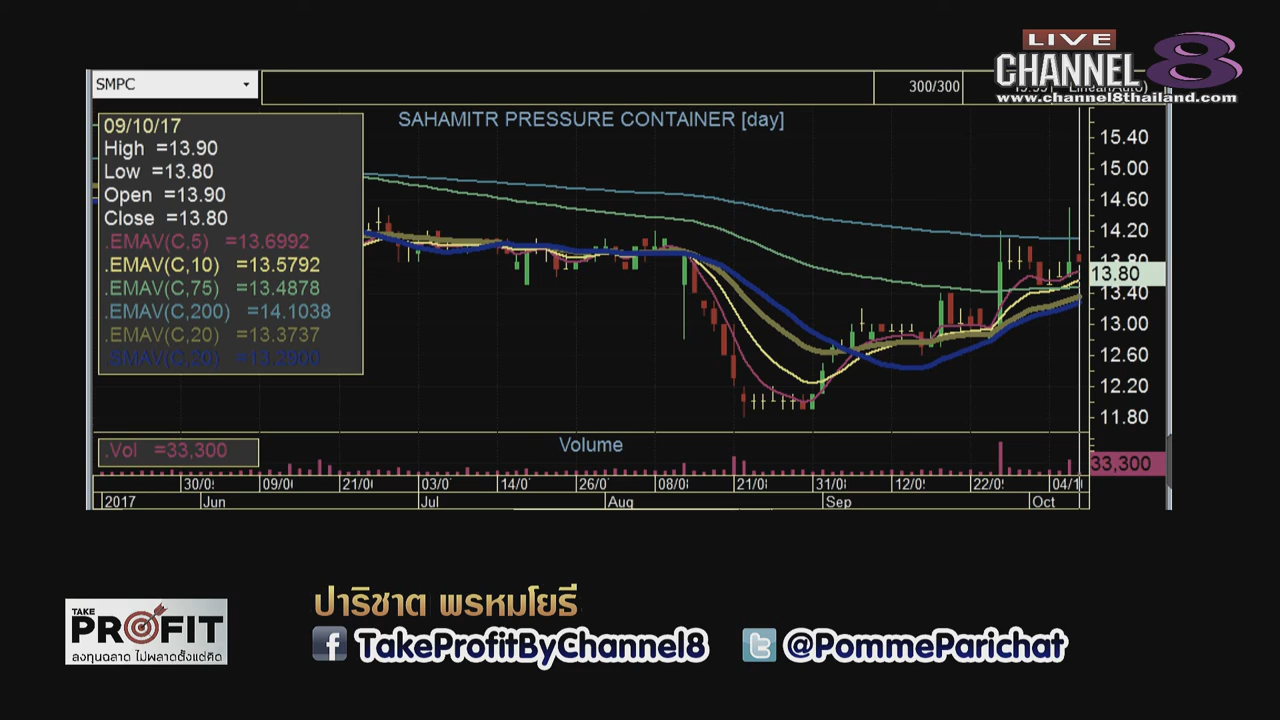 LIVE
CHANNEL 8
www.channel8thailand.com
SMPC
300/300
09/10/17
High =13.90
Low =13.80
Open =13.90
Close =13.80
.EMAV(C,5) =13.6992
.EMAV(C,10) =13.5792
.EMAV(C,75) =13.4878
.EMAV(C,200) =14.1038
.EMAV(C,20) =13.3737
.SMAV(C,20) =13.2900
SAHAMITR PRESSURE CONTAINER [day]
15.40
15.00
14.60
14.20
13.80
13.80
13.40
13.00
12.60
12.20
11.80
.Vol =33,300
Volume
33,300
30/0 09/0 21/0 03/0 14/0 26/0 08/0 21/0 31/0 12/0 22/0 04/1
2017 Jun Jul Aug Sep Oct
TAKE
PROFIT
ลงทุนฉลาด ไม่พลาดตั้งแต่คิด
ปาริชาต พรหมโยธี
f TakeProfitByChannel8
t @PommeParichat